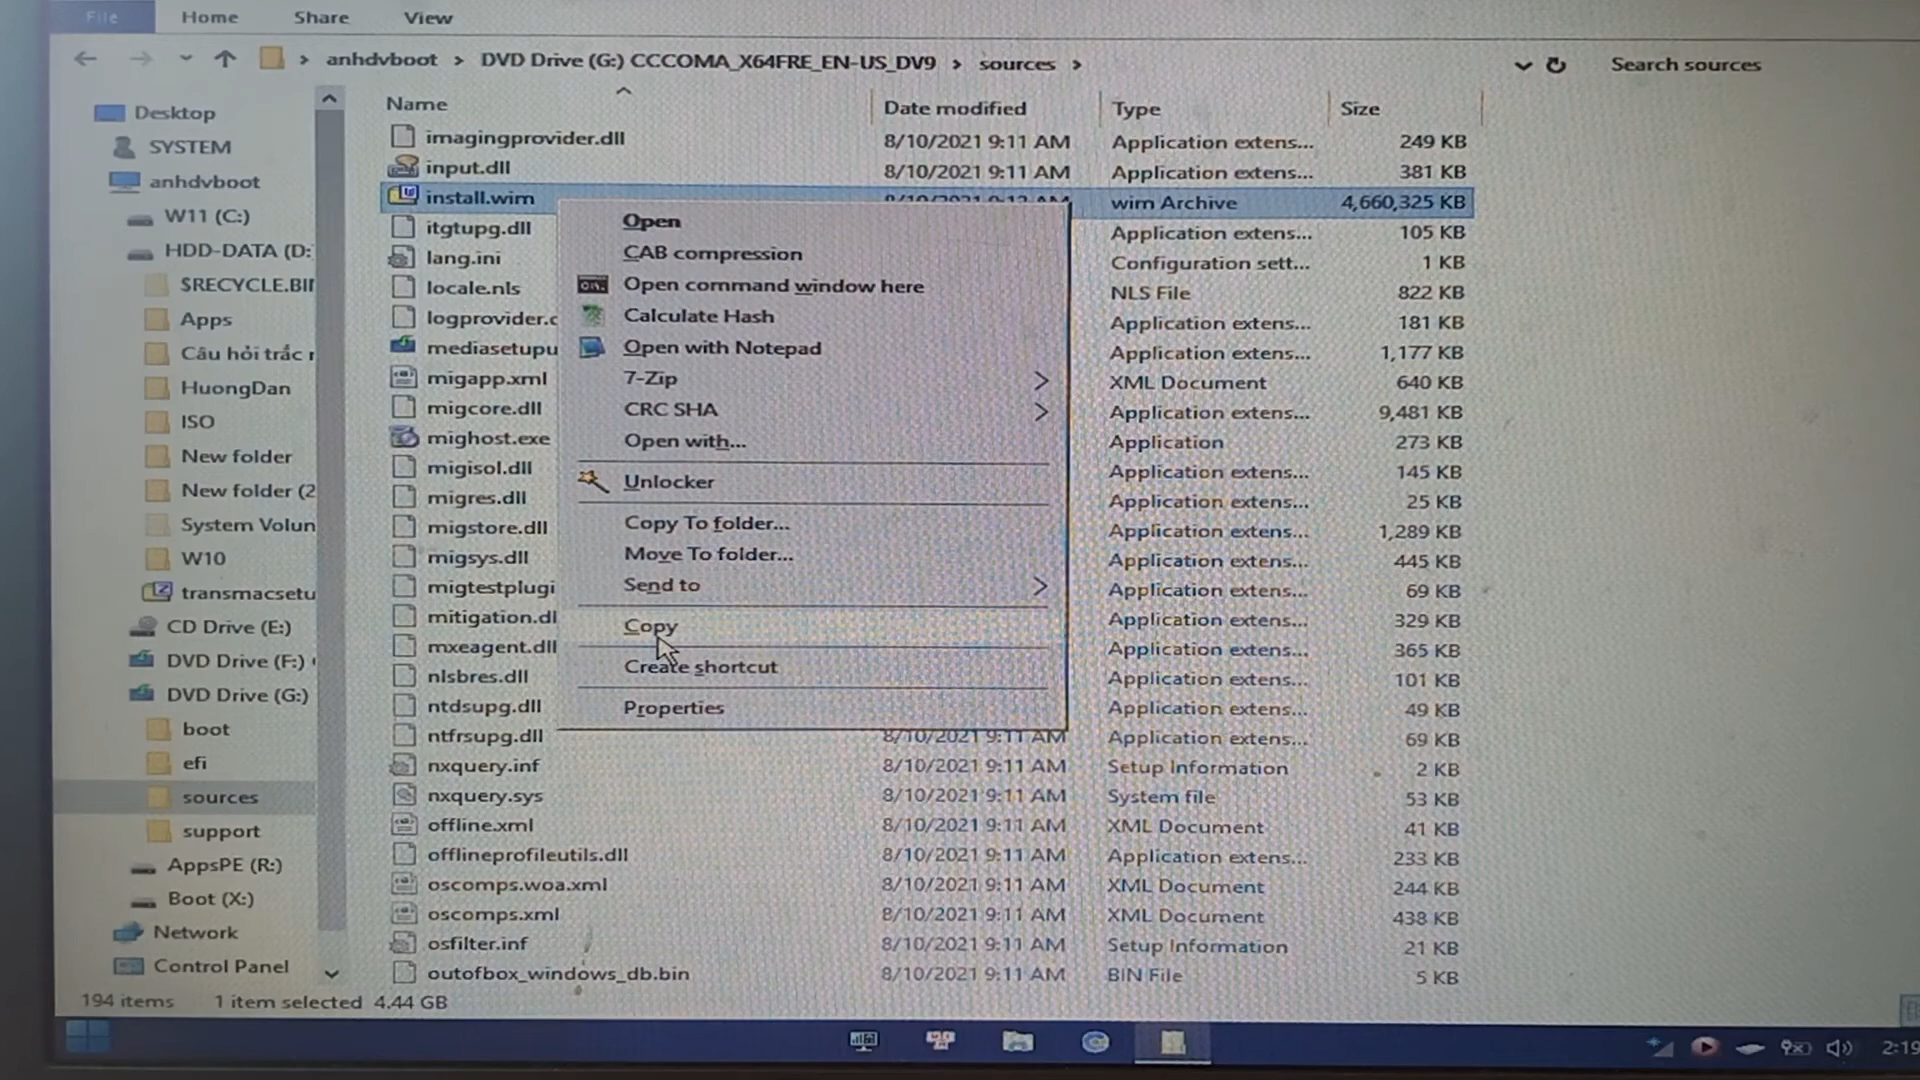 File Home Share View
anhdvboot > DVD Drive (G:) CCCOMA_X64FRE_EN-US_DV9 > sources >
Search sources
Desktop
SYSTEM
anhdvboot
W11 (C:)
HDD-DATA (D:
$RECYCLE.BI
Apps
Câu hỏi trắc
HuongDan
ISO
New folder
New folder (2
System Volun
W10
transmacsetu
CD Drive (E:)
DVD Drive (F:)
DVD Drive (G:)
boot
efi
sources
support
AppsPE (R:)
Boot (X:)
Network
Control Panel
Name Date modified Type Size
imagingprovider.dll 8/10/2021 9:11 AM Application extens... 249 KB
input.dll 8/10/2021 9:11 AM Application extens... 381 KB
install.wim wim Archive 4,660,325 KB
itgtupg.dll Application extens... 105 KB
lang.ini Configuration sett... 1 KB
locale.nls NLS File 822 KB
logprovider.c Application extens... 181 KB
mediasetupu Application extens... 1,177 KB
migapp.xml XML Document 640 KB
migcore.dll Application extens... 9,481 KB
mighost.exe Application 273 KB
migisol.dll Application extens... 145 KB
migres.dll Application extens... 25 KB
migstore.dll Application extens... 1,289 KB
migsys.dll Application extens... 445 KB
migtestplugi Application extens... 69 KB
mitigation.dl Application extens... 329 KB
mxeagent.dll Application extens... 365 KB
nlsbres.dll Application extens... 101 KB
ntdsupg.dll Application extens... 49 KB
ntfrsupg.dll 8/10/2021 9:11 AM Application extens... 69 KB
nxquery.inf 8/10/2021 9:11 AM Setup Information 2 KB
nxquery.sys 8/10/2021 9:11 AM System file 53 KB
offline.xml 8/10/2021 9:11 AM XML Document 41 KB
offlineprofileutils.dll 8/10/2021 9:11 AM Application extens... 233 KB
oscomps.woa.xml 8/10/2021 9:11 AM XML Document 244 KB
oscomps.xml 8/10/2021 9:11 AM XML Document 438 KB
osfilter.inf 8/10/2021 9:11 AM Setup Information 21 KB
outofbox_windows_db.bin 8/10/2021 9:11 AM BIN File 5 KB
Open
CAB compression
Open command window here
Calculate Hash
Open with Notepad
7-Zip
CRC SHA
Open with...
Unlocker
Copy To folder...
Move To folder...
Send to
Copy
Create shortcut
Properties
194 items 1 item selected 4.44 GB
2:19